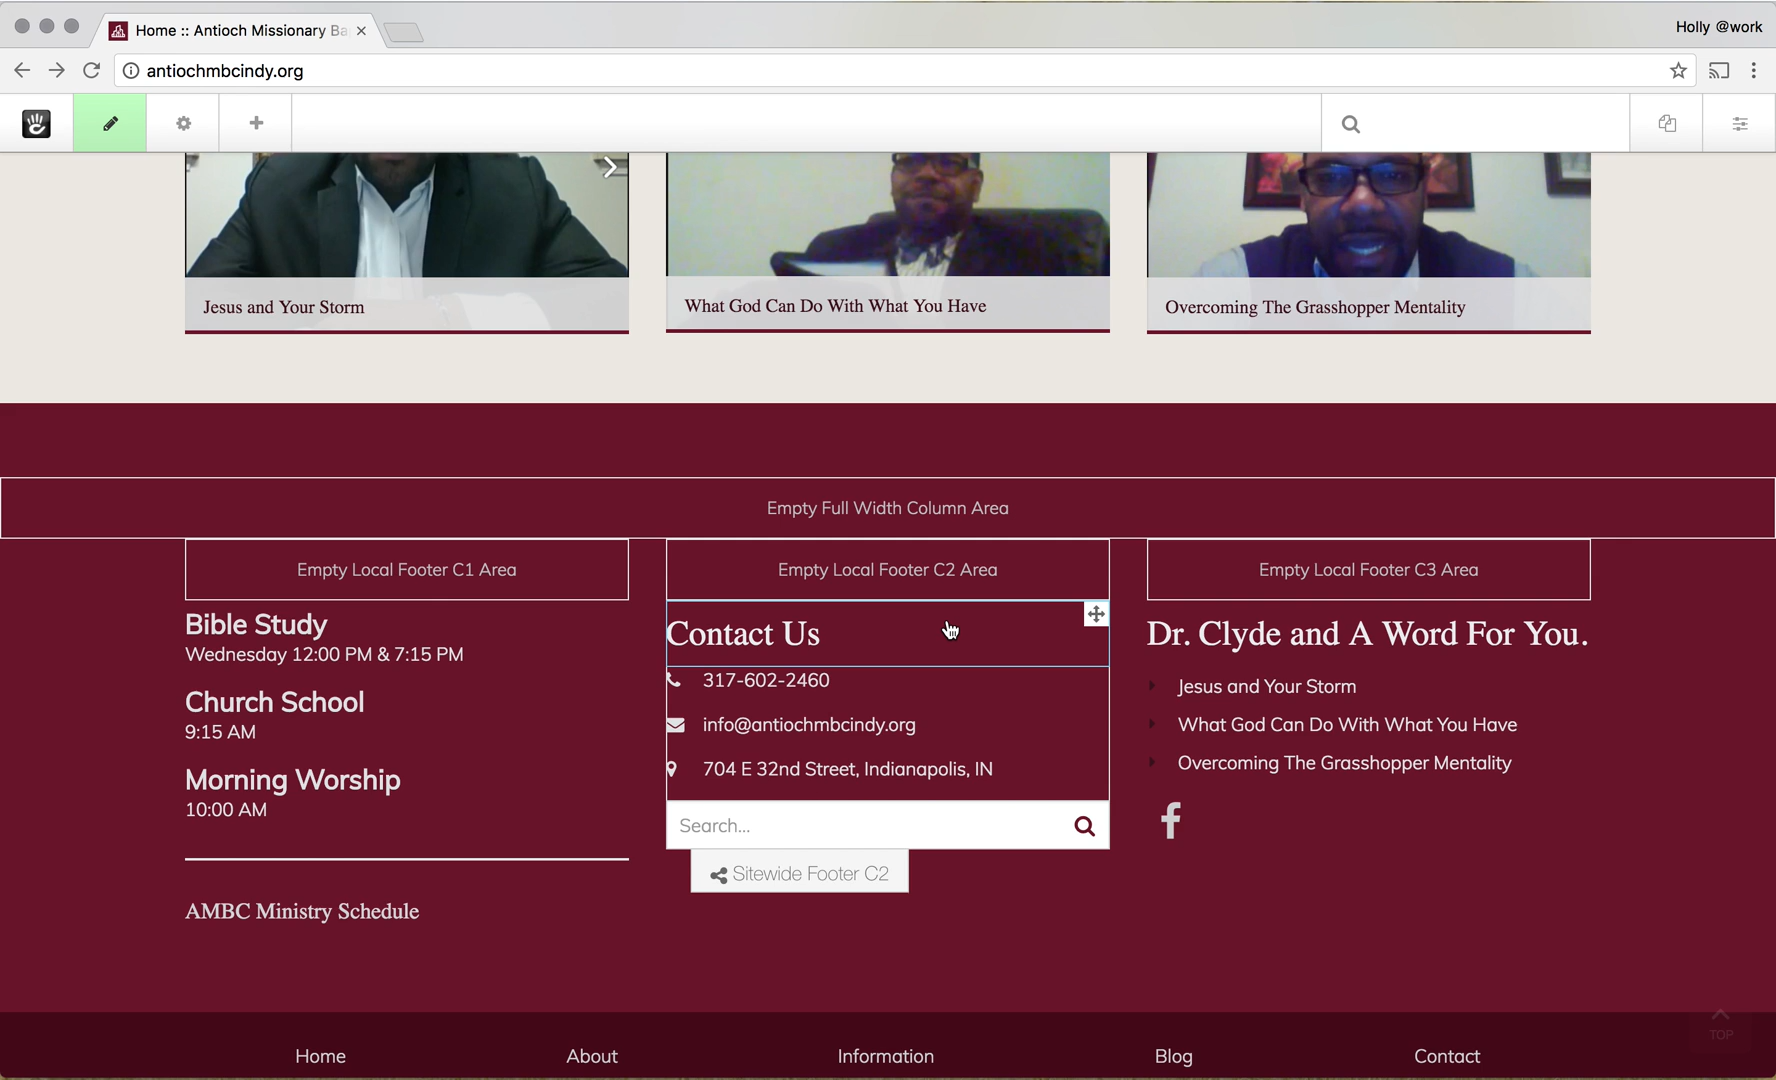 Home :: Antioch Missionary Ba
Holly @work
antiochmbcindy.org
Jesus and Your Storm
What God Can Do With What You Have
Overcoming The Grasshopper Mentality
Empty Full Width Column Area
Empty Local Footer C1 Area
Empty Local Footer C2 Area
Empty Local Footer C3 Area
Bible Study
Wednesday 12:00 PM & 7:15 PM
Church School
9:15 AM
Morning Worship
10:00 AM
AMBC Ministry Schedule
Contact Us
317-602-2460
info@antiochmbcindy.org
704 E 32nd Street, Indianapolis, IN
Search...
Sitewide Footer C2
Dr. Clyde and A Word For You.
Jesus and Your Storm
What God Can Do With What You Have
Overcoming The Grasshopper Mentality
TOP
Home
About
Information
Blog
Contact